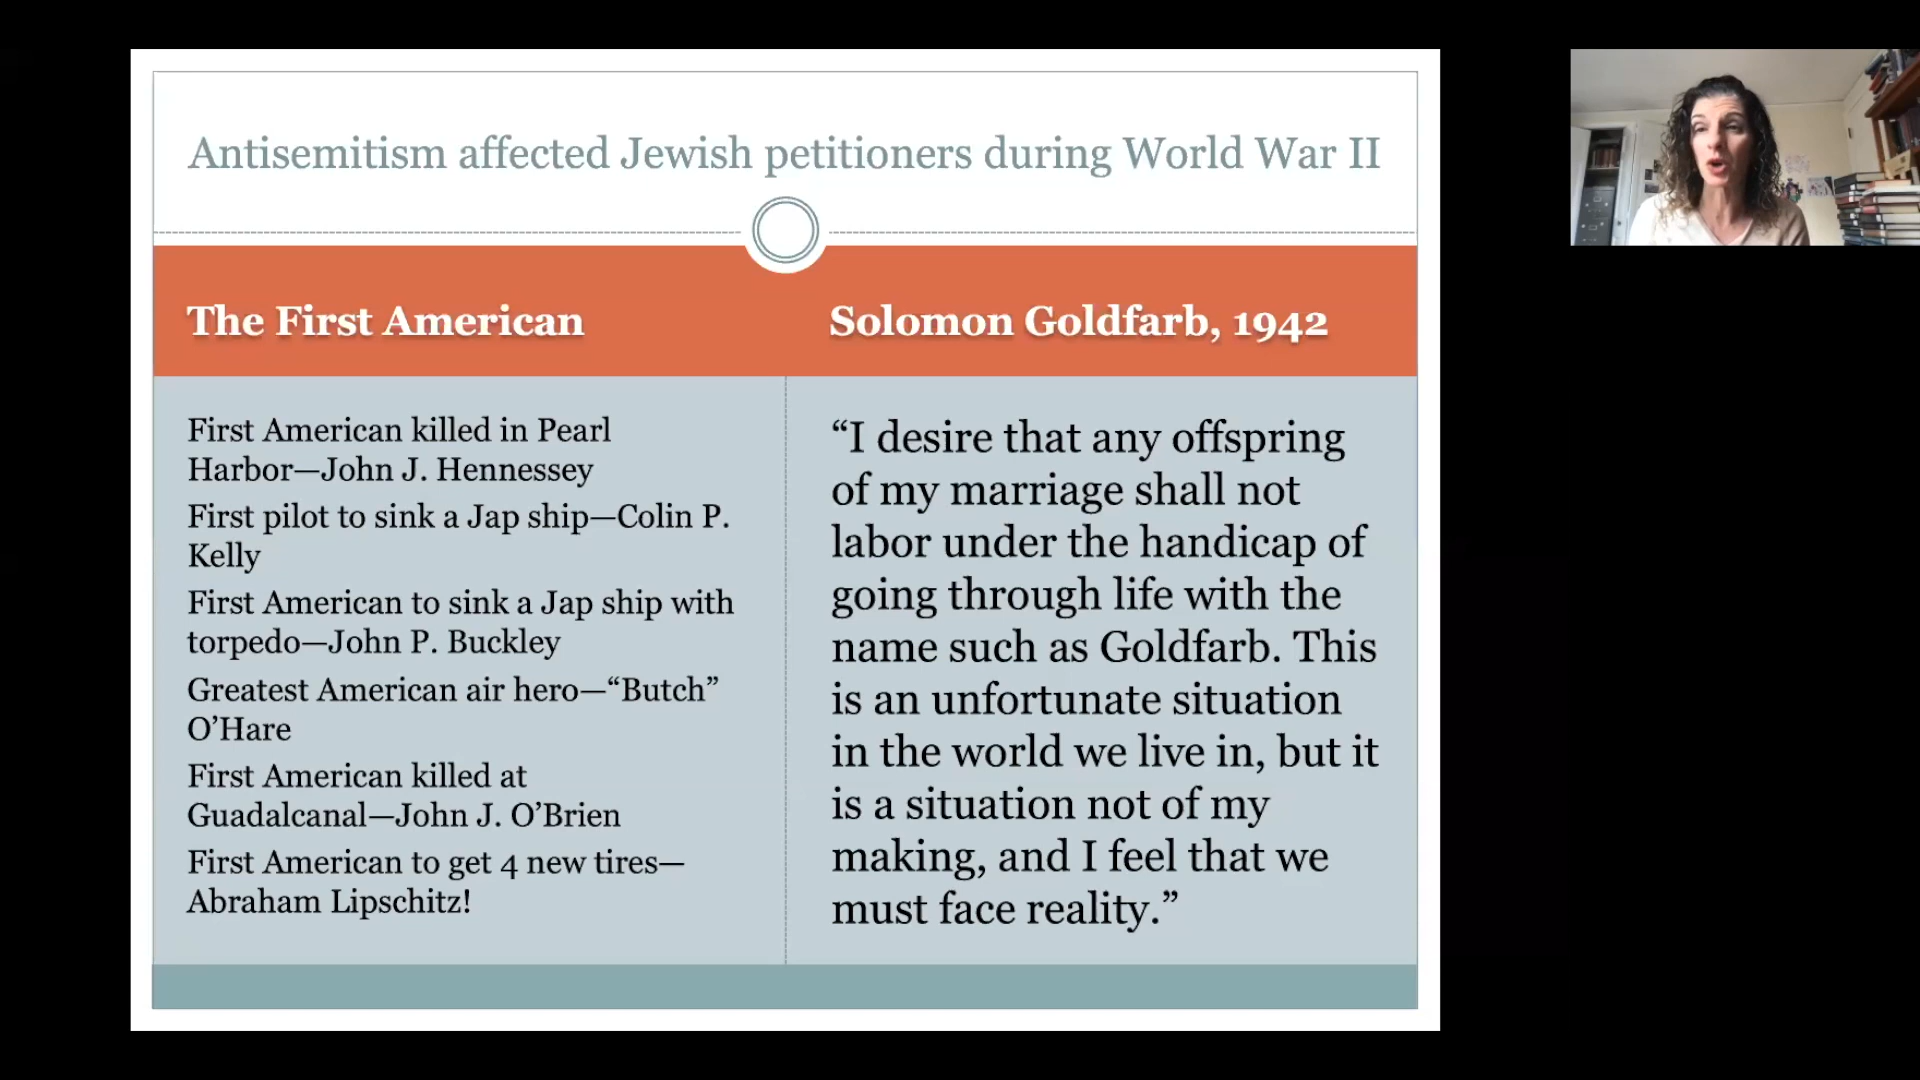 Antisemitism affected Jewish petitioners during World War II
The First American
First American killed in Pearl
Harbor—John J. Hennessey
First pilot to sink a Jap ship—Colin P.
Kelly
First American to sink a Jap ship with
torpedo—John P. Buckley
Greatest American air hero—“Butch”
O’Hare
First American killed at
Guadalcanal—John J. O’Brien
First American to get 4 new tires—
Abraham Lipschitz!
Solomon Goldfarb, 1942
“I desire that any offspring
of my marriage shall not
labor under the handicap of
going through life with the
name such as Goldfarb. This
is an unfortunate situation
in the world we live in, but it
is a situation not of my
making, and I feel that we
must face reality.”